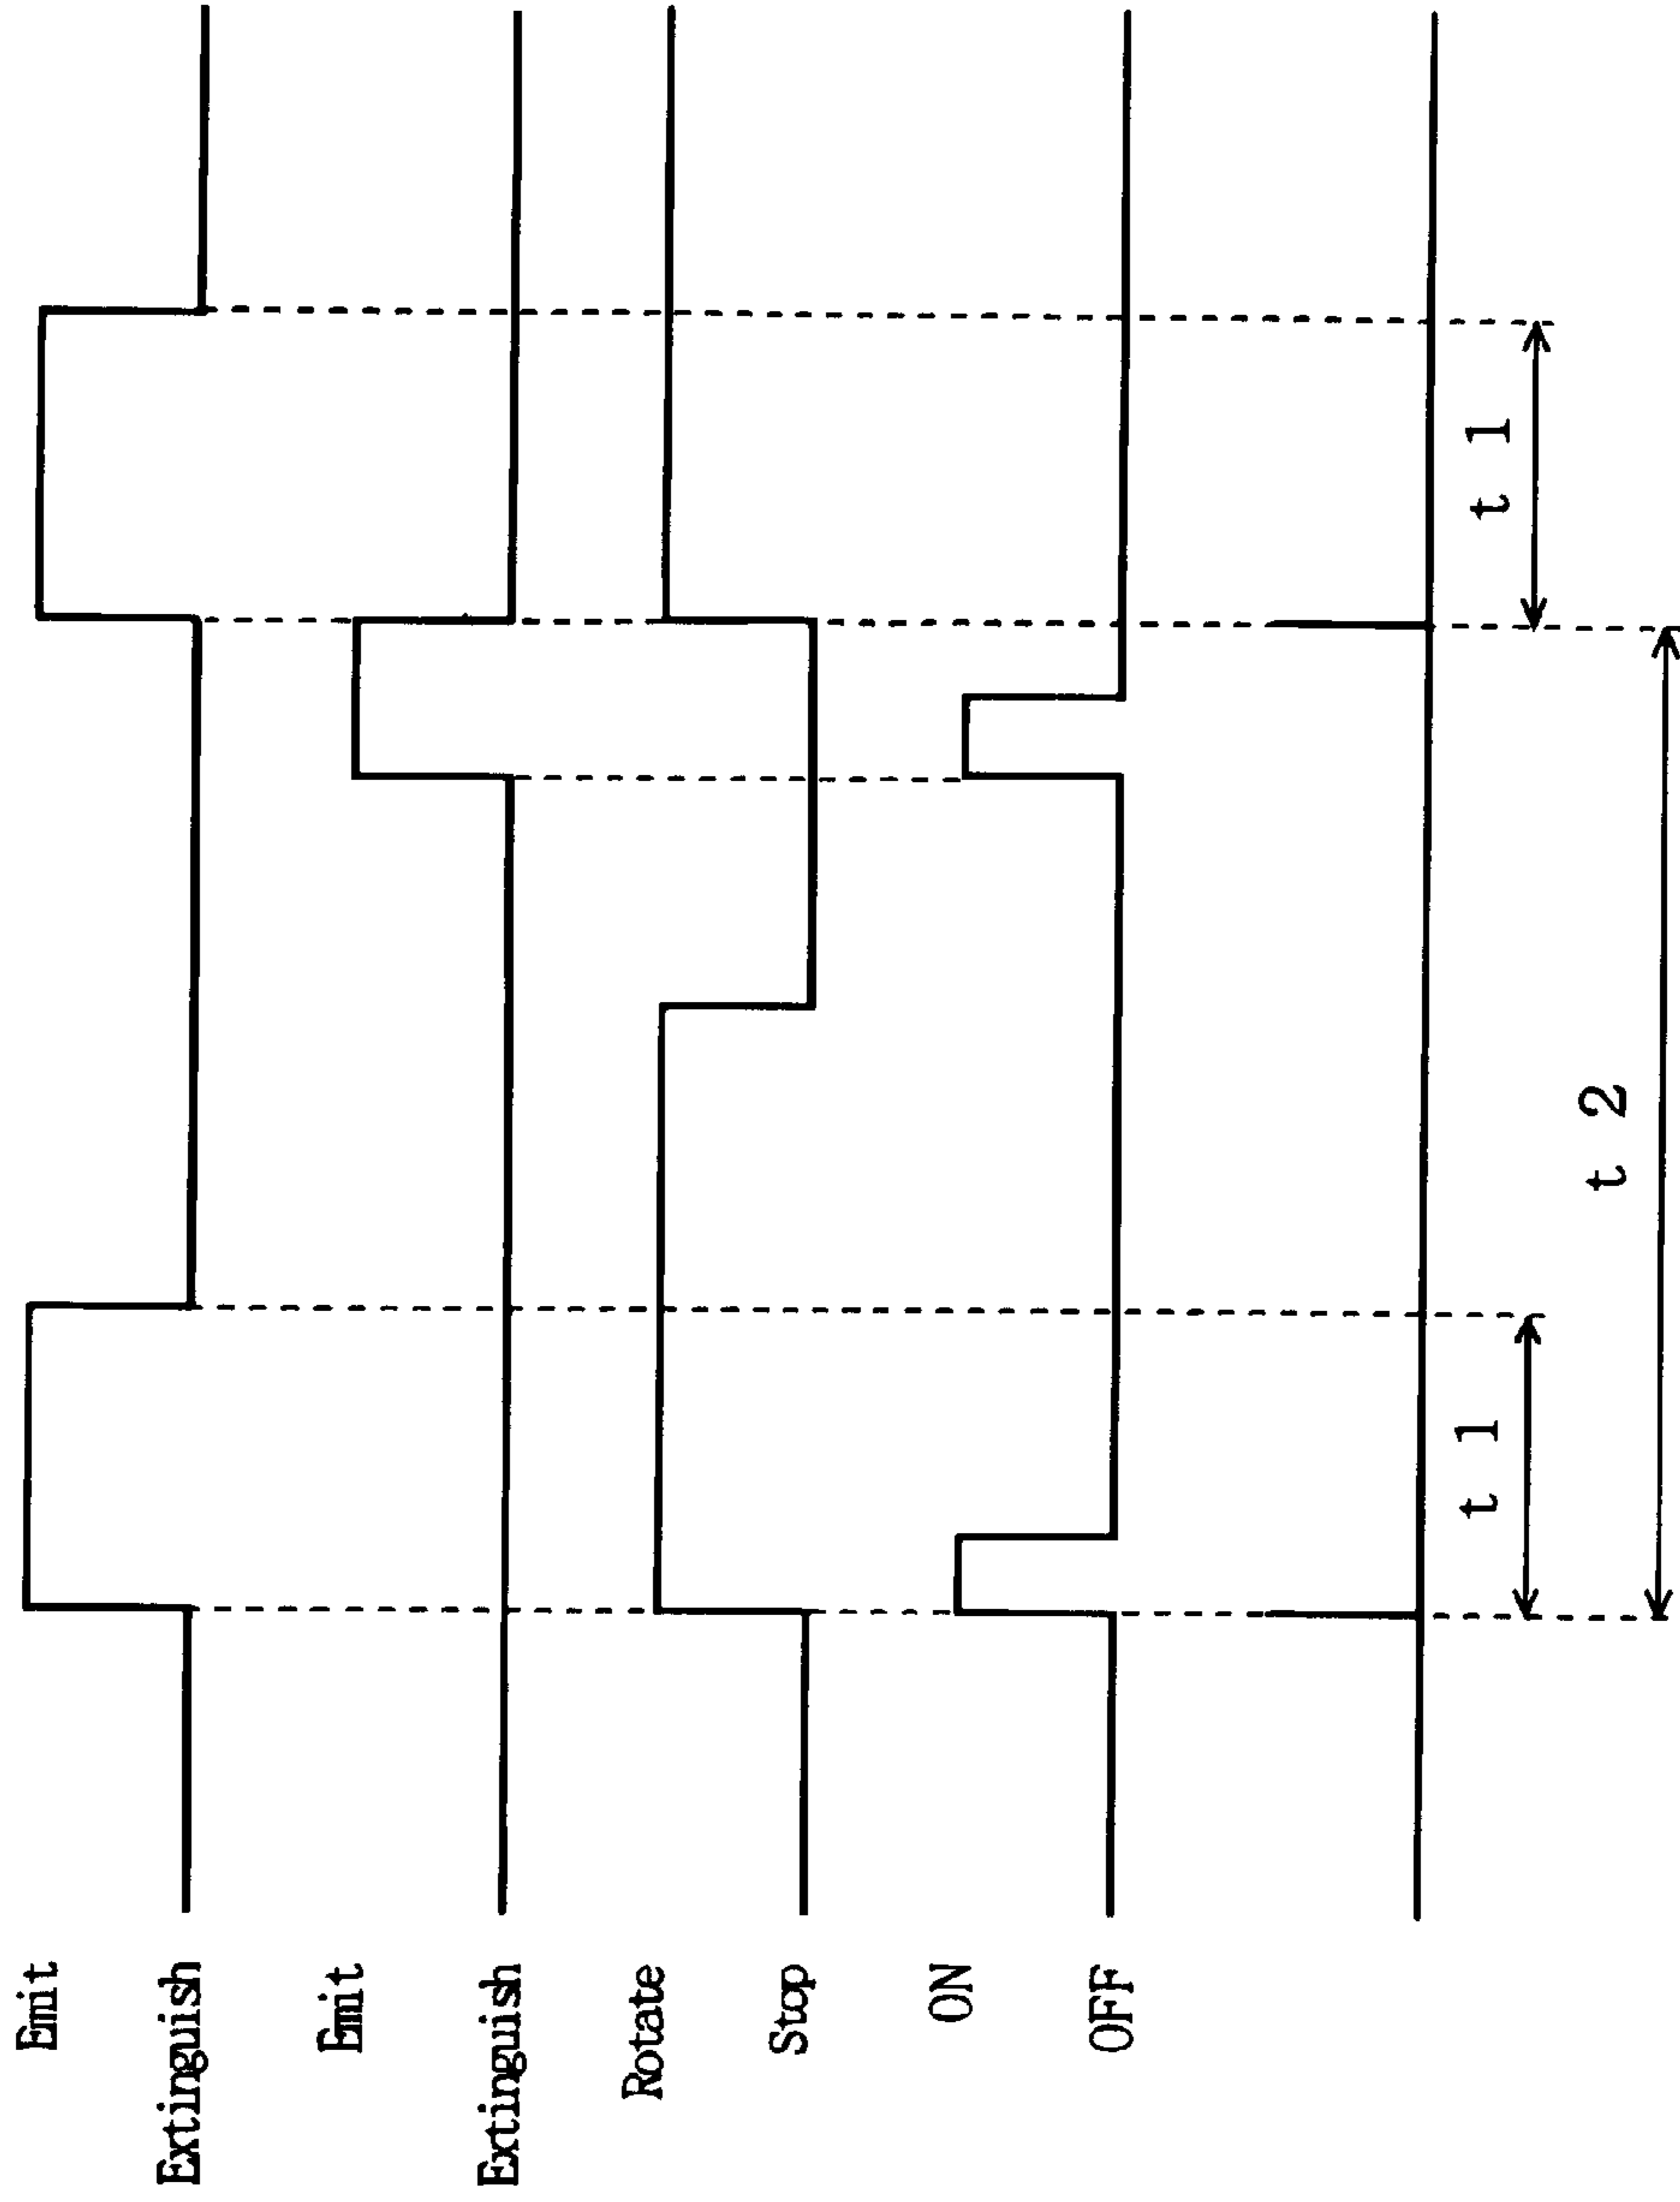 Emit
Extinguish
Emit
Extinguish
Rotate
Stop
ON
OFF
t 1
t 1
t 2